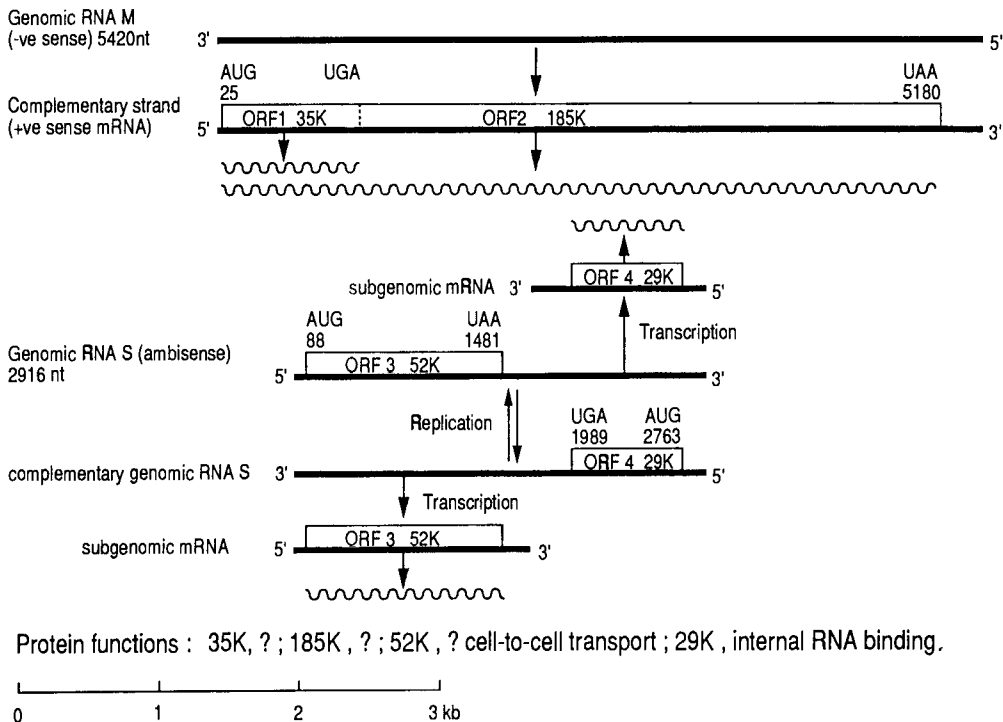 Genomic RNA M
(-ve sense) 5420nt
3'
5'
AUG
25
UGA
UAA
5180
Complementary strand
(+ve sense mRNA)
ORF1 35K
ORF2 185K
5'
3'
ORF 4 29K
subgenomic mRNA
3'
5'
AUG
88
UAA
1481
Transcription
Genomic RNA S (ambisense)
2916 nt
ORF 3 52K
5'
3'
Replication
UGA
1989
AUG
2763
ORF 4 29K
complementary genomic RNA S
3'
5'
Transcription
ORF 3 52K
subgenomic mRNA
5'
3'
Protein functions : 35K, ? ; 185K , ? ; 52K , ? cell-to-cell transport ; 29K , internal RNA binding.
0 1 2 3 kb